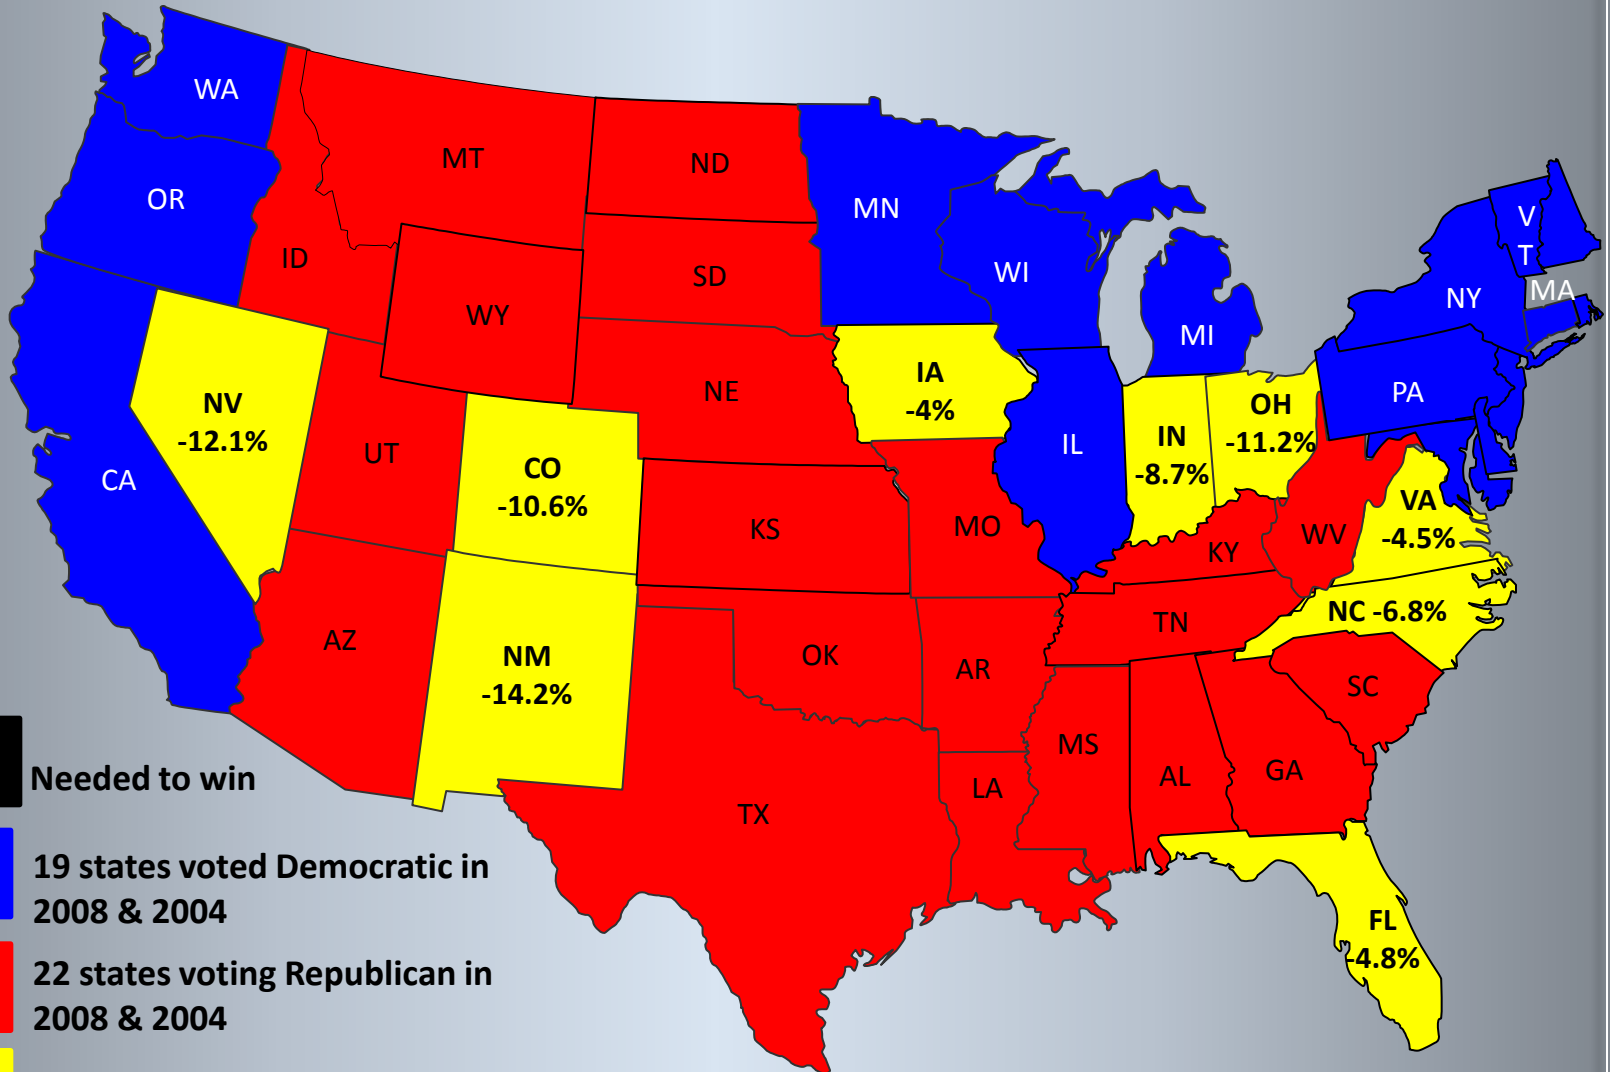 WA
MT
ND
OR
MN
V
T
ID
SD
WI
NY
MA
WY
MI
IA
-4%
NE
PA
NV
-12.1%
OH
-11.2%
IN
-8.7%
UT
IL
CO
-10.6%
CA
VA
-4.5%
KS
MO
WV
KY
NC -6.8%
TN
AZ
OK
NM
-14.2%
AR
SC
MS
GA
AL
LA
TX
FL
-4.8%
Needed to win
19 states voted Democratic in
2008 & 2004
22 states voting Republican in
2008 & 2004